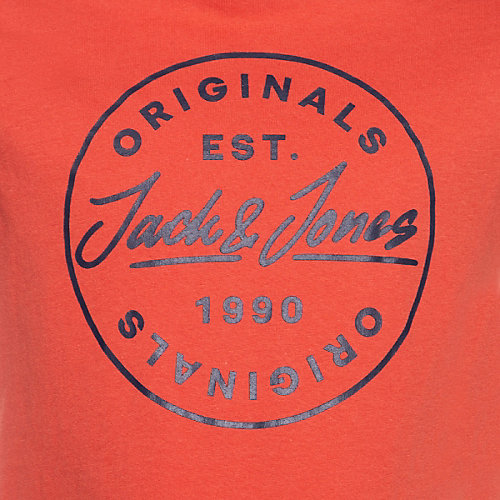 ORIGINALS
EST.
Jack & Jones
1990
ORIGINALS